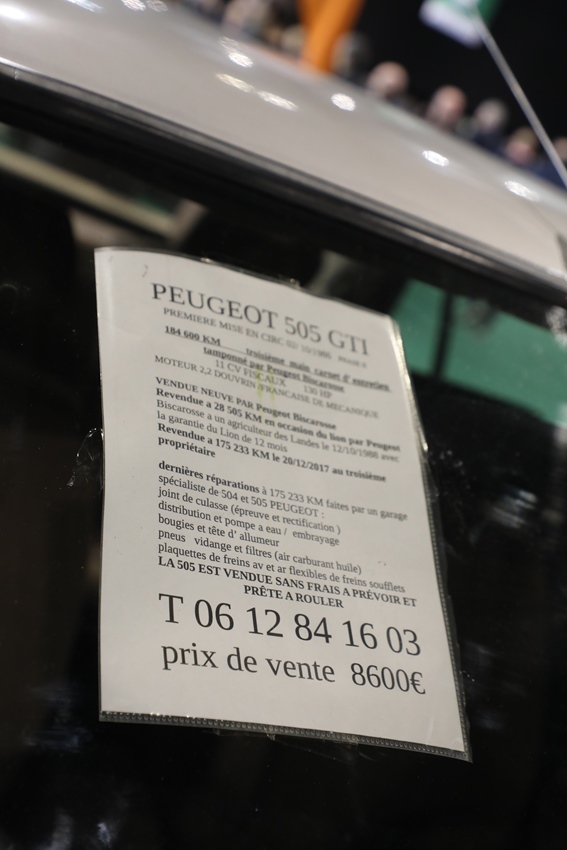 PEUGEOT 505 GTI
PREMIERE MISE EN CIRC 02/10/1986 FRANCE
184 600 KM troisième main carnet d'entretien
tamponné par Peugeot Biscarosse
11 CV FISCAUX 130 HP
MOTEUR 2,2 DOUVRIN /FRANCAISE DE MECANIQUE
VENDUE NEUVE PAR Peugeot Biscarosse
Revendue a 28 505 KM en occasion du lion par Peugeot
Biscarosse a un agriculteur des Landes le 12/10/1988 avec
la garantie du Lion de 12 mois
Revendue a 175 233 KM le 20/12/2017 au troisième
propriétaire
dernières réparations à 175 233 KM faites par un garage
spécialiste de 504 et 505 PEUGEOT :
joint de culasse (épreuve et rectification )
distribution et pompe a eau / embrayage
bougies et tête d' allumeur
pneus vidange et filtres (air carburant huile)
plaquettes de freins av et ar flexibles de freins soufflets
LA 505 EST VENDUE SANS FRAIS A PRÉVOIR ET
PRÊTE A ROULER
T 06 12 84 16 03
prix de vente 8600€